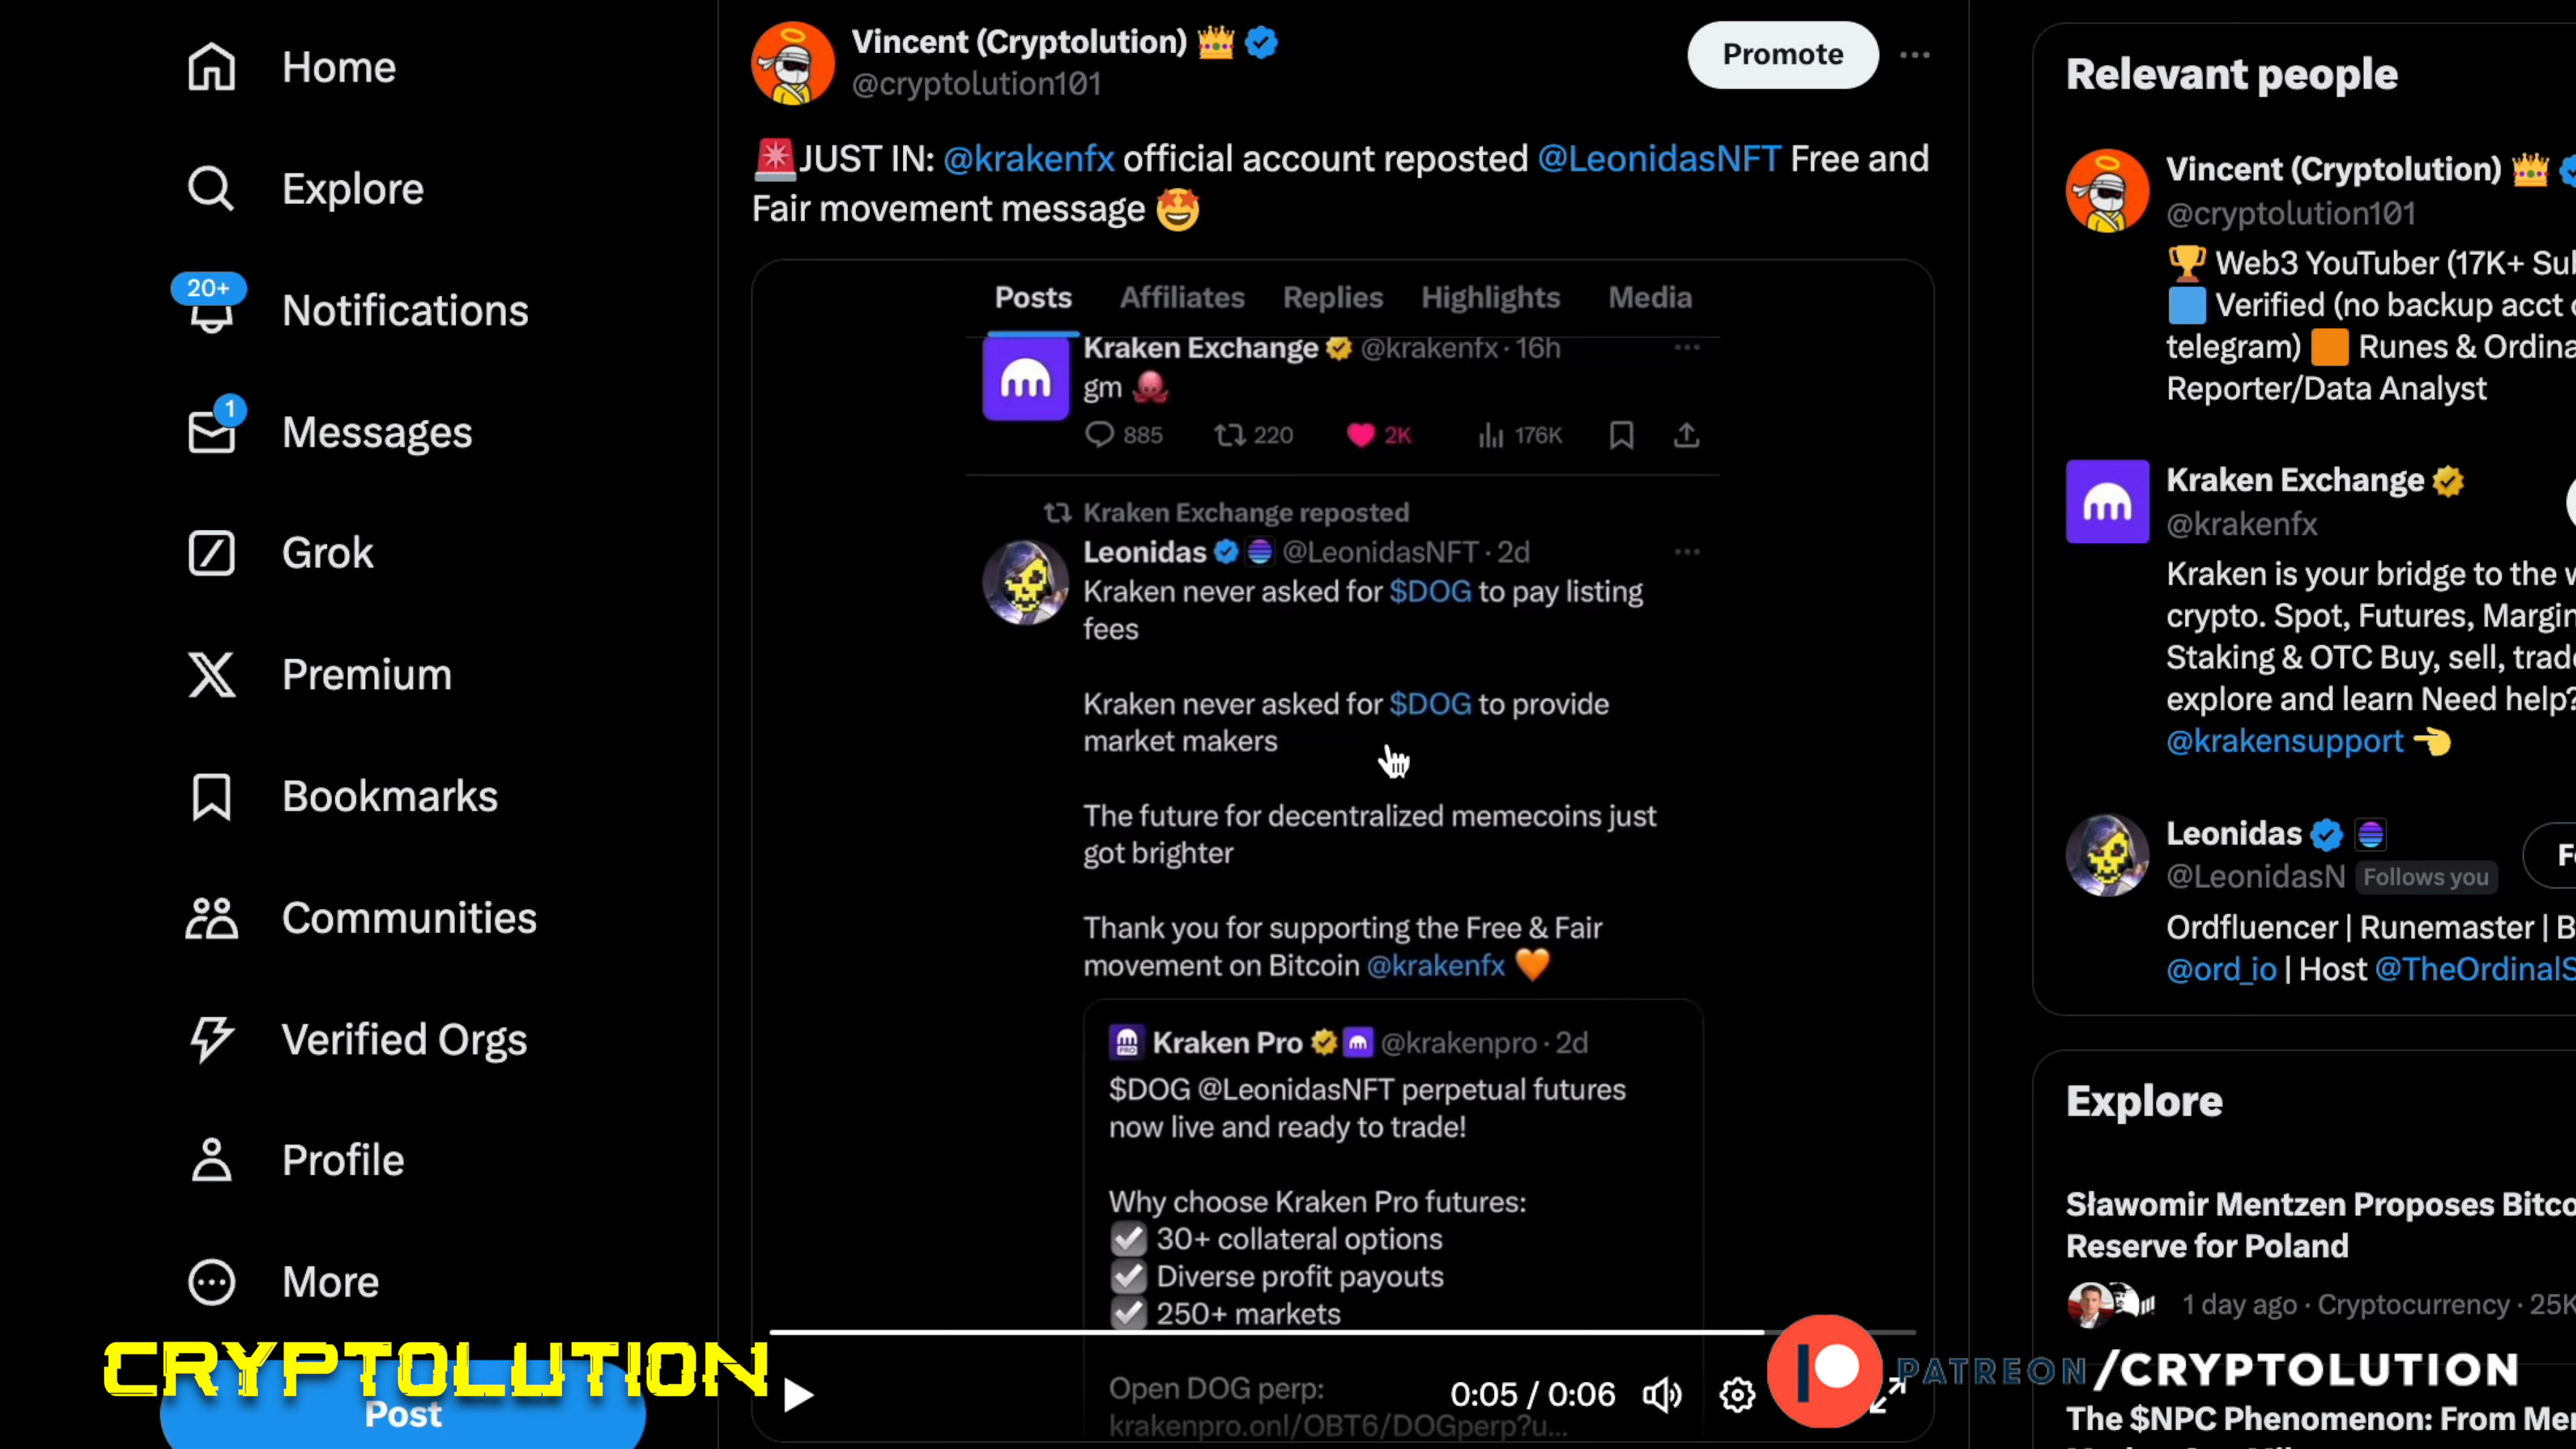 Home
Explore
20+
Notifications
1
Messages
Grok
Premium
Bookmarks
Communities
Verified Orgs
Profile
More
Post
CRYPTOLUTION
Vincent (Cryptolution)
@cryptolution101
Promote
JUST IN: @krakenfx official account reposted @LeonidasNFT Free and
Fair movement message
Posts Affiliates Replies Highlights Media
Kraken Exchange @krakenfx · 16h
gm
885 220 2K 176K
Kraken Exchange reposted
Leonidas @LeonidasNFT · 2d
Kraken never asked for $DOG to pay listing
fees
Kraken never asked for $DOG to provide
market makers
The future for decentralized memecoins just
got brighter
Thank you for supporting the Free & Fair
movement on Bitcoin @krakenfx
PRO
Kraken Pro @krakenpro · 2d
$DOG @LeonidasNFT perpetual futures
now live and ready to trade!
Why choose Kraken Pro futures:
30+ collateral options
Diverse profit payouts
250+ markets
Open DOG perp:
krakenpro.onl/OBT6/DOGperp?u...
0:05 / 0:06
PATREON/CRYPTOLUTION
Relevant people
Vincent (Cryptolution)
@cryptolution101
Web3 YouTuber (17K+ Sul
Verified (no backup acct
telegram) Runes & Ordina
Reporter/Data Analyst
Kraken Exchange
@krakenfx
Kraken is your bridge to the w
crypto. Spot, Futures, Margin
Staking & OTC Buy, sell, trade
explore and learn Need help?
@krakensupport
Leonidas
@LeonidasN Follows you
Ordfluencer | Runemaster | B
@ord_io | Host @TheOrdinalS
Explore
Sławomir Mentzen Proposes Bitco
Reserve for Poland
1 day ago · Cryptocurrency · 25K
The $NPC Phenomenon: From Mem